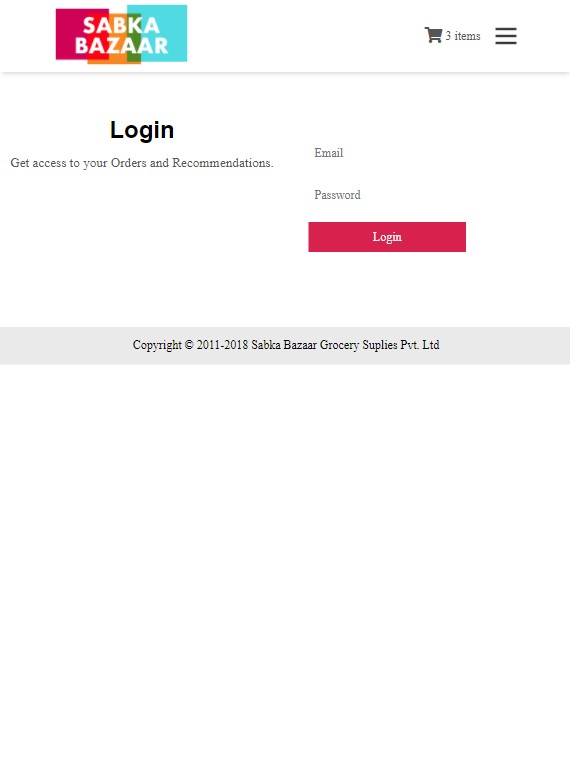 SABKA
BAZAAR
3 items
Login
Get access to your Orders and Recommendations.
Email
Password
Login
Copyright © 2011-2018 Sabka Bazaar Grocery Suplies Pvt. Ltd